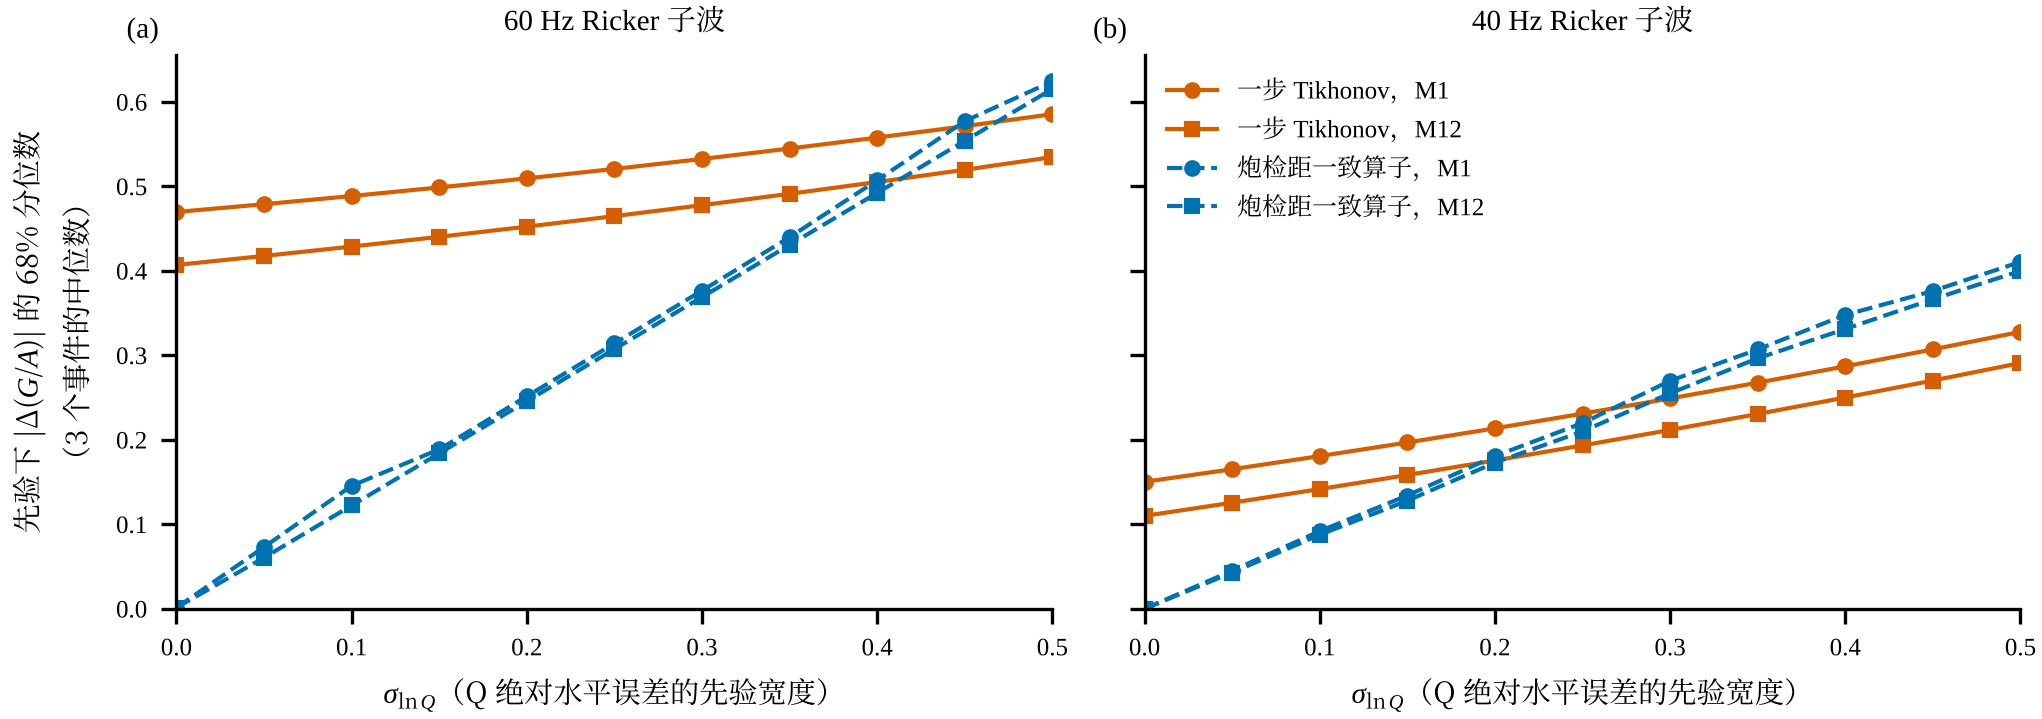 (a)
60 Hz Ricker 子波
先验下 |Δ(G/A)| 的 68% 分位数
（3 个事件的中位数）
0.6
0.5
0.4
0.3
0.2
0.1
0.0
0.0 0.1 0.2 0.3 0.4 0.5
σln Q（Q 绝对水平误差的先验宽度）
(b)
40 Hz Ricker 子波
一步 Tikhonov，M1
一步 Tikhonov，M12
炮检距一致算子，M1
炮检距一致算子，M12
0.0 0.1 0.2 0.3 0.4 0.5
σln Q（Q 绝对水平误差的先验宽度）